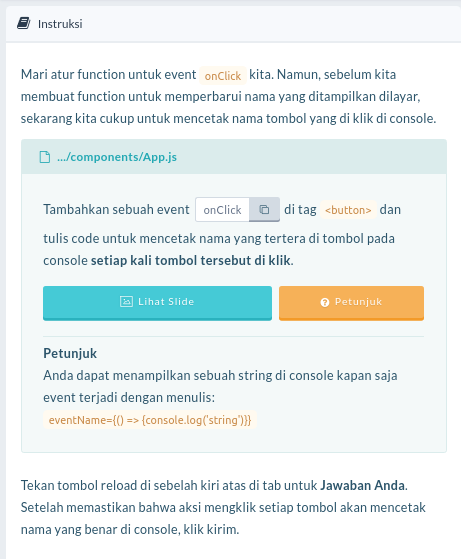 Instruksi
Mari atur function untuk event onClick kita. Namun, sebelum kita
membuat function untuk memperbarui nama yang ditampilkan dilayar,
sekarang kita cukup untuk mencetak nama tombol yang di klik di console.
.../components/App.js
Tambahkan sebuah event onClick di tag <button> dan
tulis code untuk mencetak nama yang tertera di tombol pada
console setiap kali tombol tersebut di klik.
Lihat Slide
Petunjuk
Petunjuk
Anda dapat menampilkan sebuah string di console kapan saja
event terjadi dengan menulis:
eventName={() => {console.log('string')}}
Tekan tombol reload di sebelah kiri atas di tab untuk Jawaban Anda.
Setelah memastikan bahwa aksi mengklik setiap tombol akan mencetak
nama yang benar di console, klik kirim.